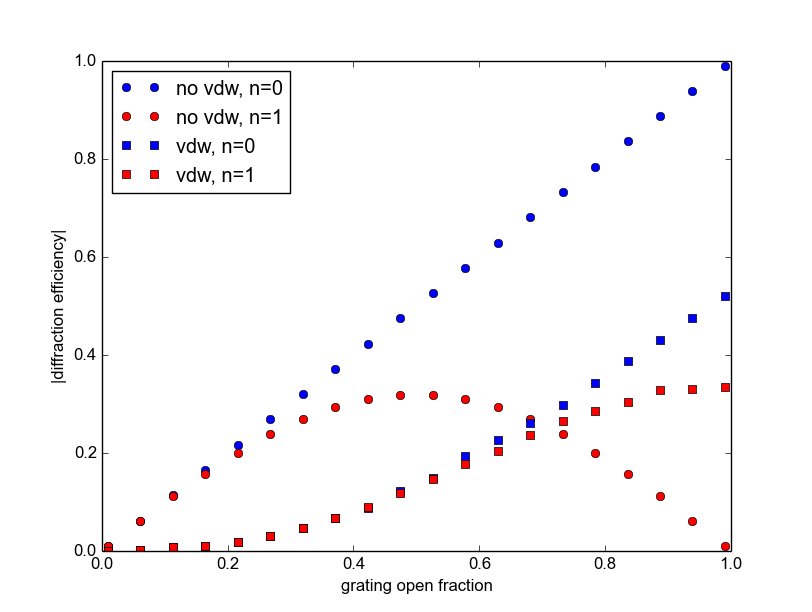 1.0
0.8
0.6
0.4
0.2
0.0
|diffraction efficiency|
no vdw, n=0
no vdw, n=1
vdw, n=0
vdw, n=1
0.0 0.2 0.4 0.6 0.8 1.0
grating open fraction